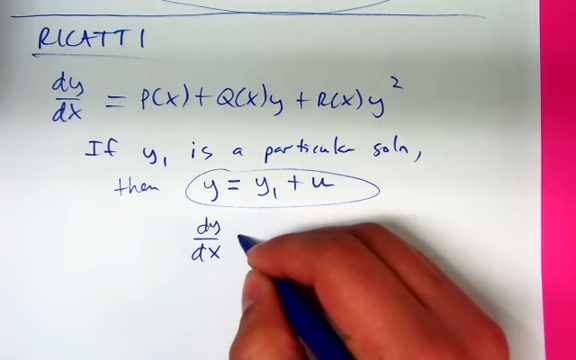 RICATTI
dy/dx = P(x) + Q(x)y + R(x)y²
If y₁ is a particular soln,
then y = y₁ + u
dy/dx